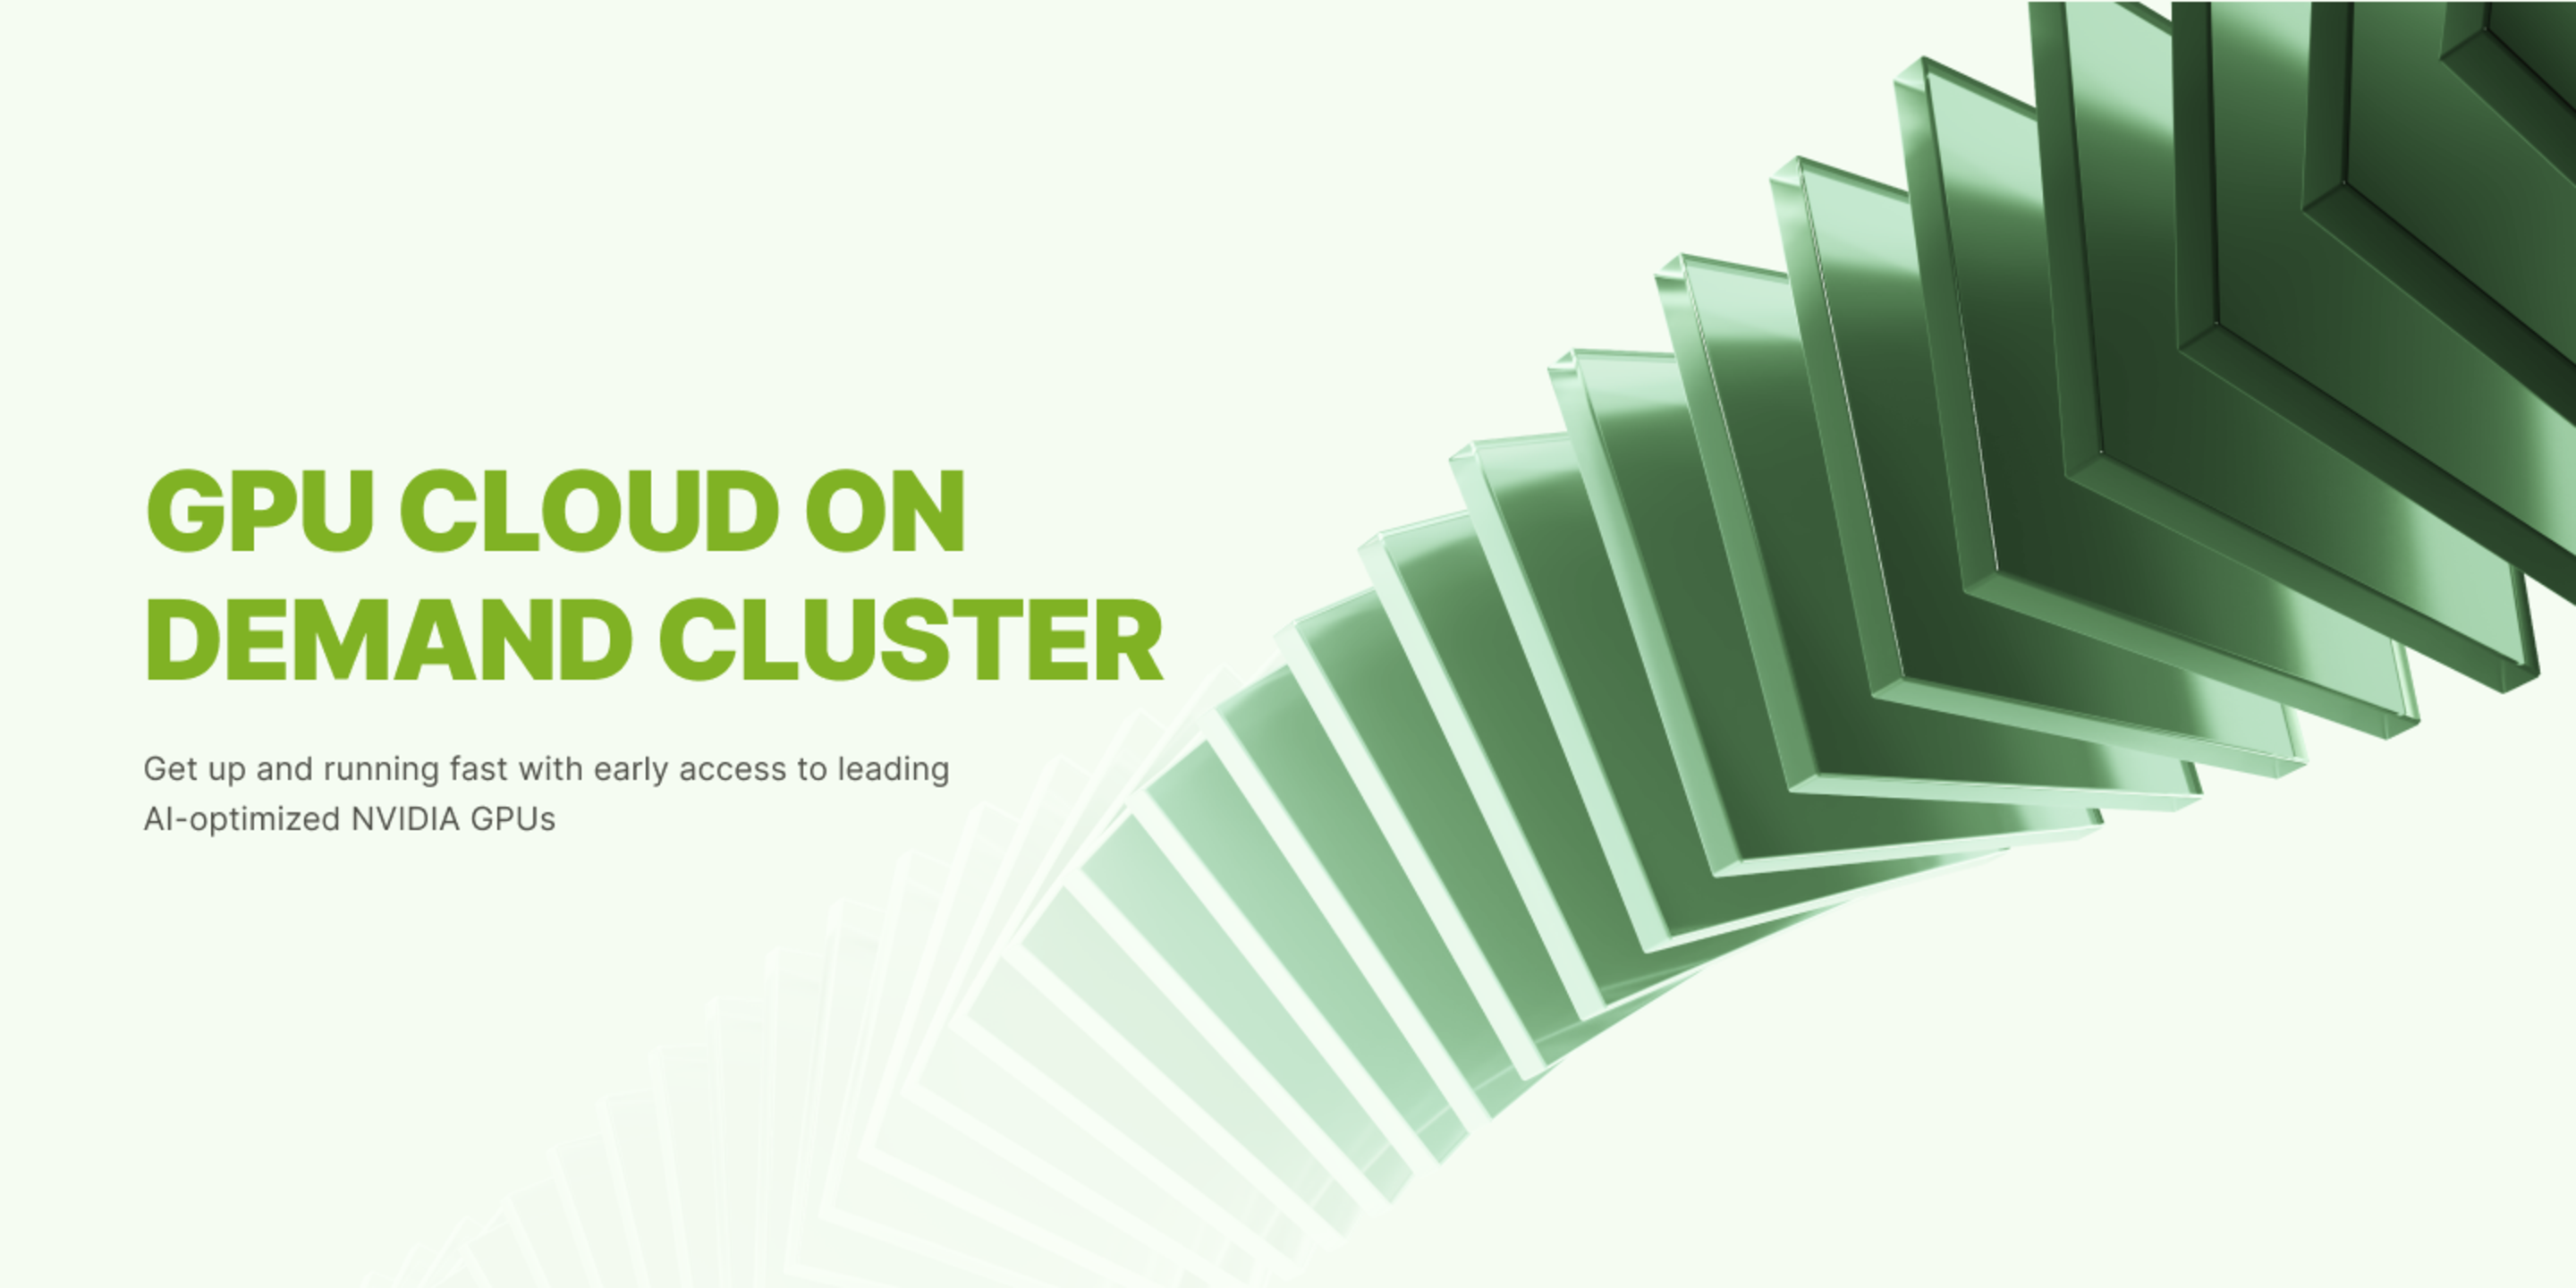 GPU CLOUD ON
DEMAND CLUSTER
Get up and running fast with early access to leading
AI-optimized NVIDIA GPUs